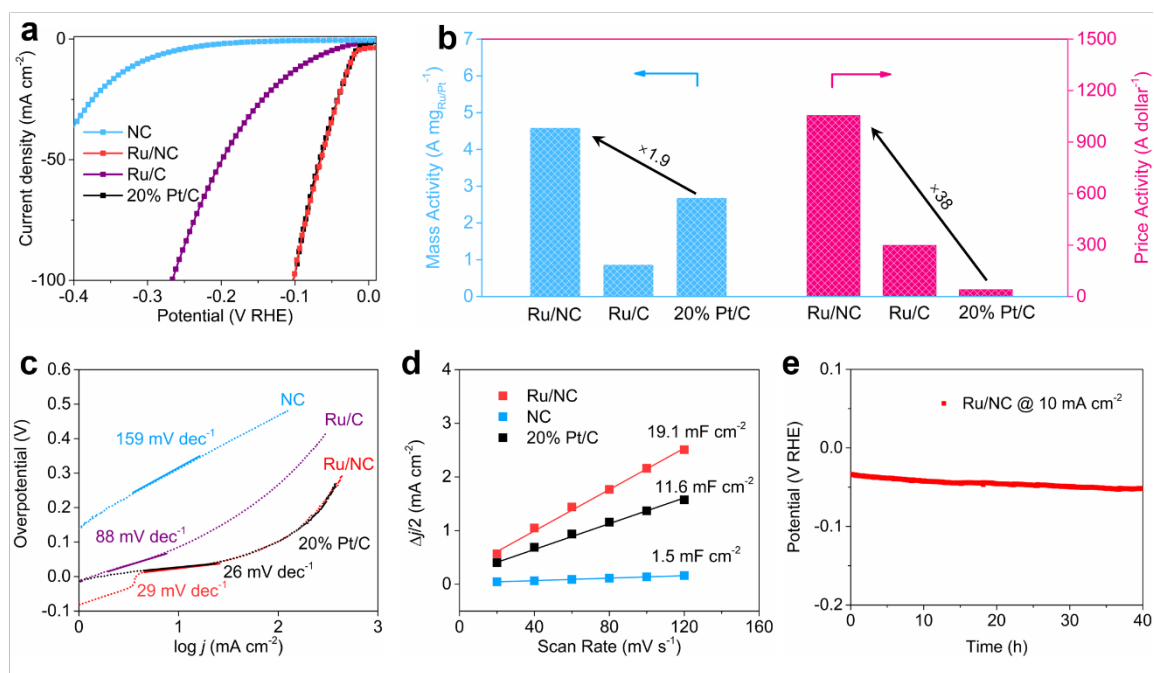 a
0
-50
-100
-0.4
-0.3
-0.2
-0.1
0.0
Current density (mA cm⁻²)
Potential (V RHE)
NC
Ru/NC
Ru/C
20% Pt/C
b
7
6
5
4
3
2
1
0
Mass Activity (A mg_Ru/Pt⁻¹)
1500
1200
900
600
300
0
Price Activity (A dollar⁻¹)
×1.9
×38
Ru/NC
Ru/C
20% Pt/C
Ru/NC
Ru/C
20% Pt/C
c
0.6
0.5
0.4
0.3
0.2
0.1
0.0
-0.1
Overpotential (V)
0
1
2
3
log j (mA cm⁻²)
NC
159 mV dec⁻¹
Ru/C
Ru/NC
88 mV dec⁻¹
20% Pt/C
26 mV dec⁻¹
29 mV dec⁻¹
d
4
2
0
Δj/2 (mA cm⁻²)
0
40
80
120
160
Scan Rate (mV s⁻¹)
Ru/NC
NC
20% Pt/C
19.1 mF cm⁻²
11.6 mF cm⁻²
1.5 mF cm⁻²
e
0.1
0.0
-0.1
-0.2
Potential (V RHE)
0
10
20
30
40
Time (h)
Ru/NC @ 10 mA cm⁻²